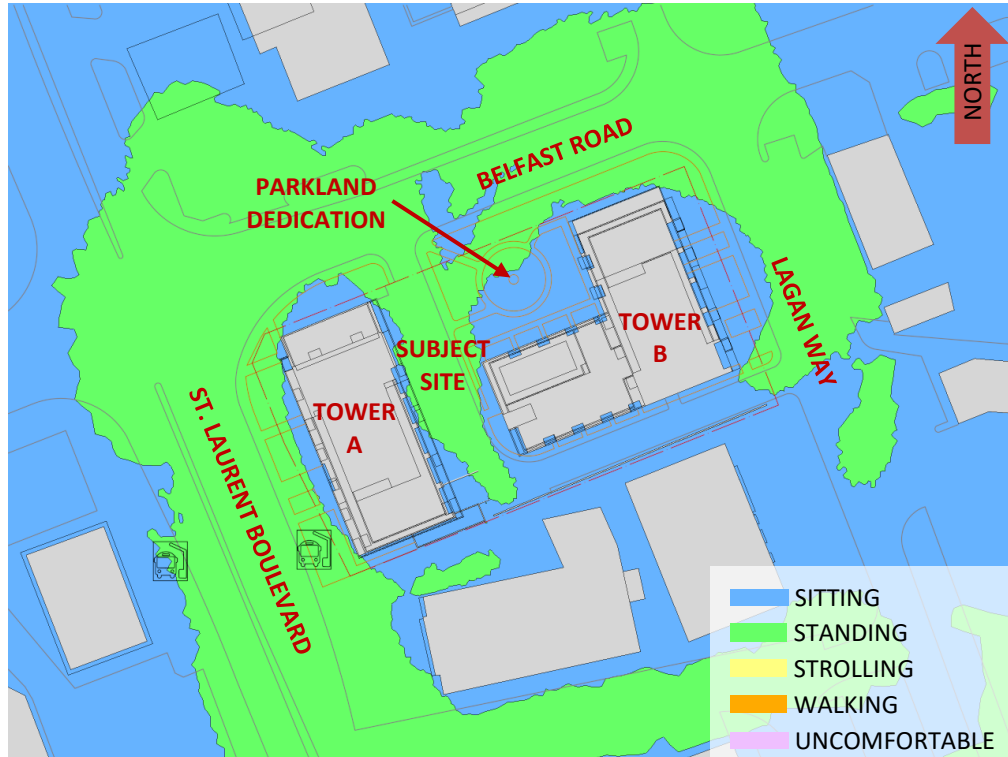 NORTH
BELFAST ROAD
PARKLAND
DEDICATION
LAGAN WAY
TOWER
B
SUBJECT
SITE
TOWER
A
ST. LAURENT BOULEVARD
SITTING
STANDING
STROLLING
WALKING
UNCOMFORTABLE